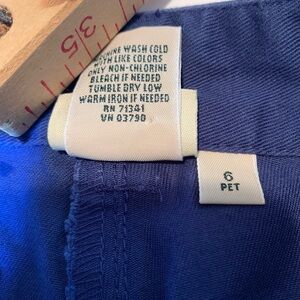 35
MACHINE WASH COLD
WITH LIKE COLORS
ONLY NON-CHLORINE
BLEACH IF NEEDED
TUMBLE DRY LOW
WARM IRON IF NEEDED
RN 71341
VN 03790
6
PET